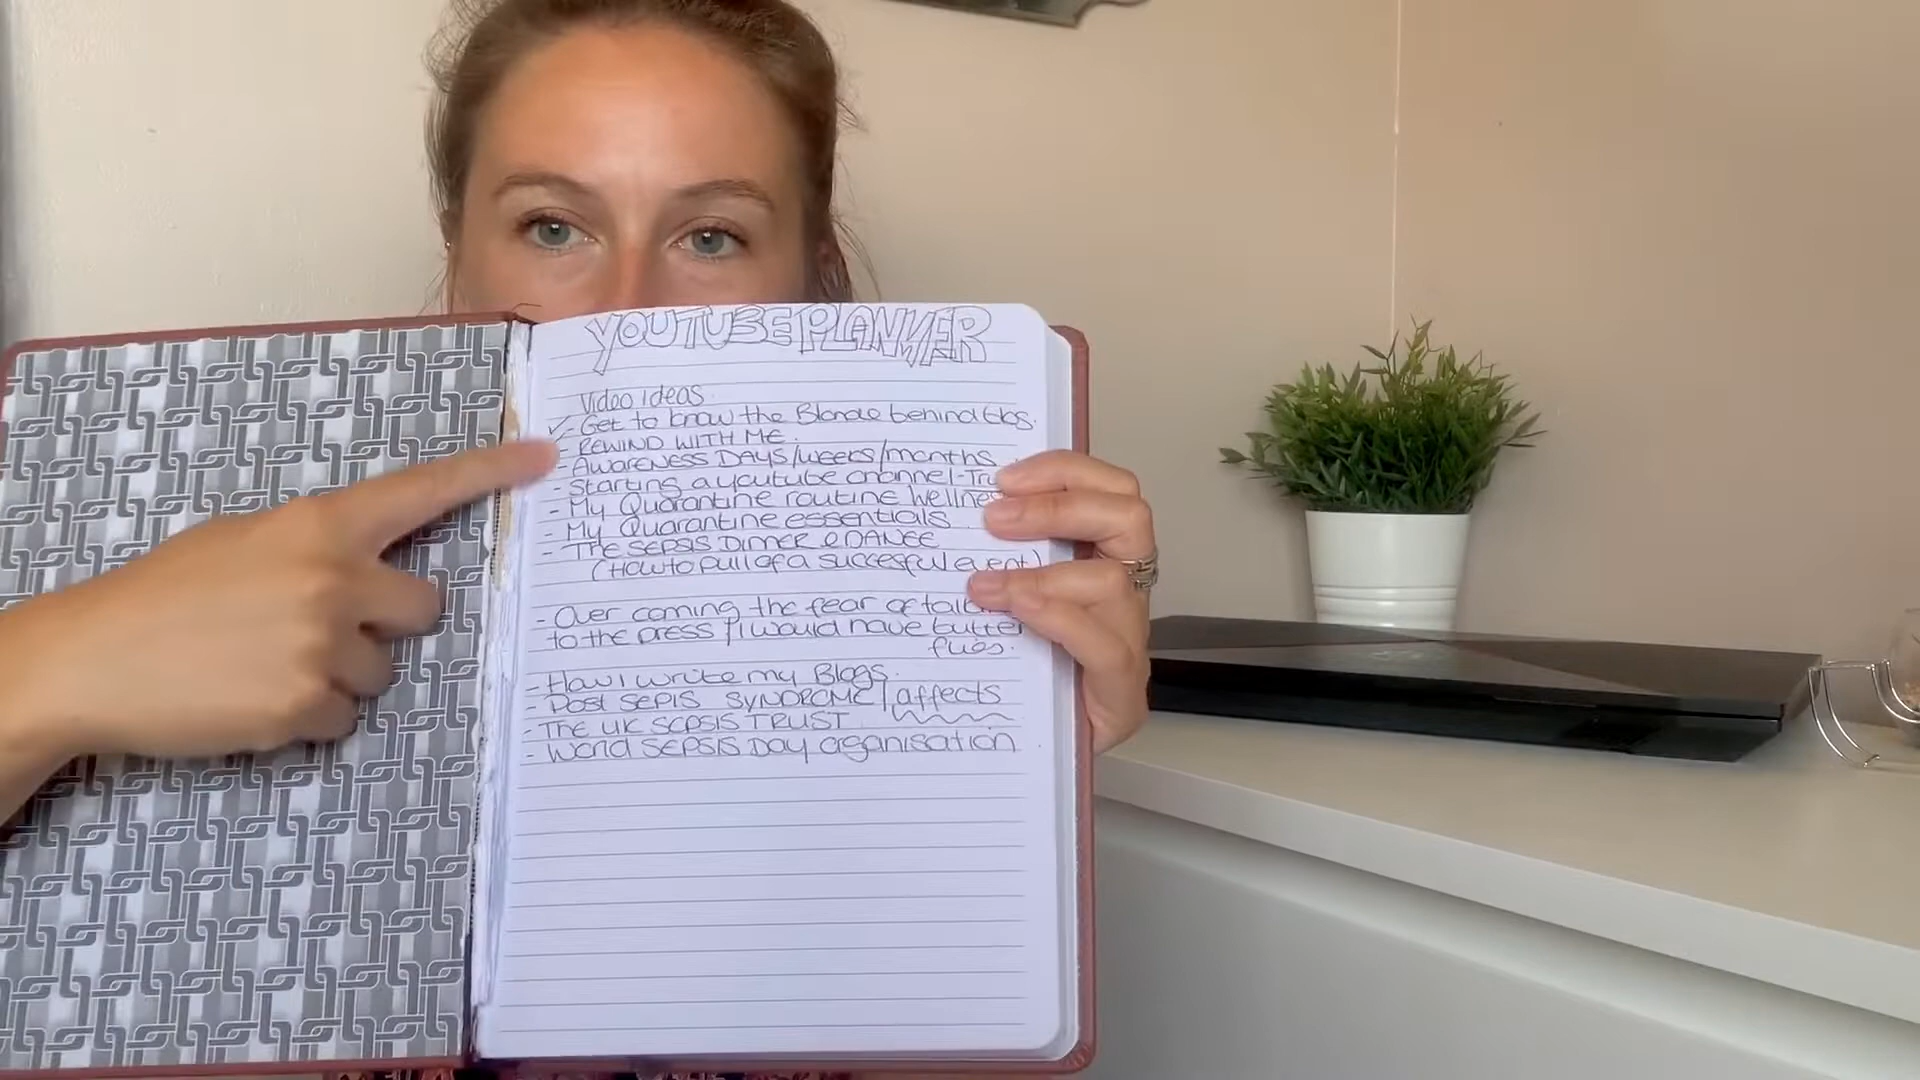 YOUTUBE PLANNER
Video ideas.
✓- Get to know the Blonde behind tbs.
REWIND WITH ME.
- AWARENESS DAYS/weeks/months
- Starting a youtube channel -
- My Quarantine routine
- My Quarantine essentials
- THE SEPSIS DINNER & DANCE
(How to pull of a succesful event)
- Over coming the fear of
to the press / I would have butter
flies.
- How I write my Blogs.
- Post SEPIS SYNDROME / affects
- THE UK SEPSIS TRUST
- World SEPSIS Day organisation